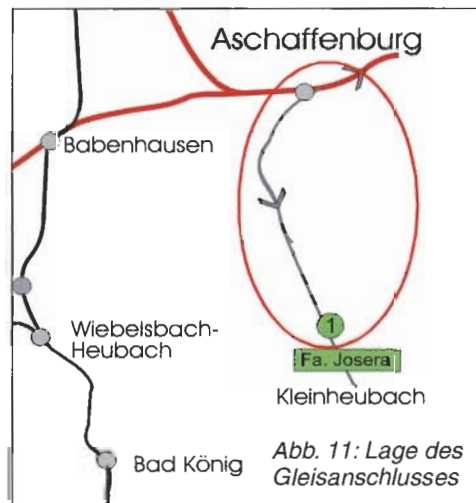 Aschaffenburg
Babenhausen
1
Wiebelsbach-
Heubach
Fa. Josera
Kleinheubach
Bad König
Abb. 11: Lage des
Gleisanschlusses